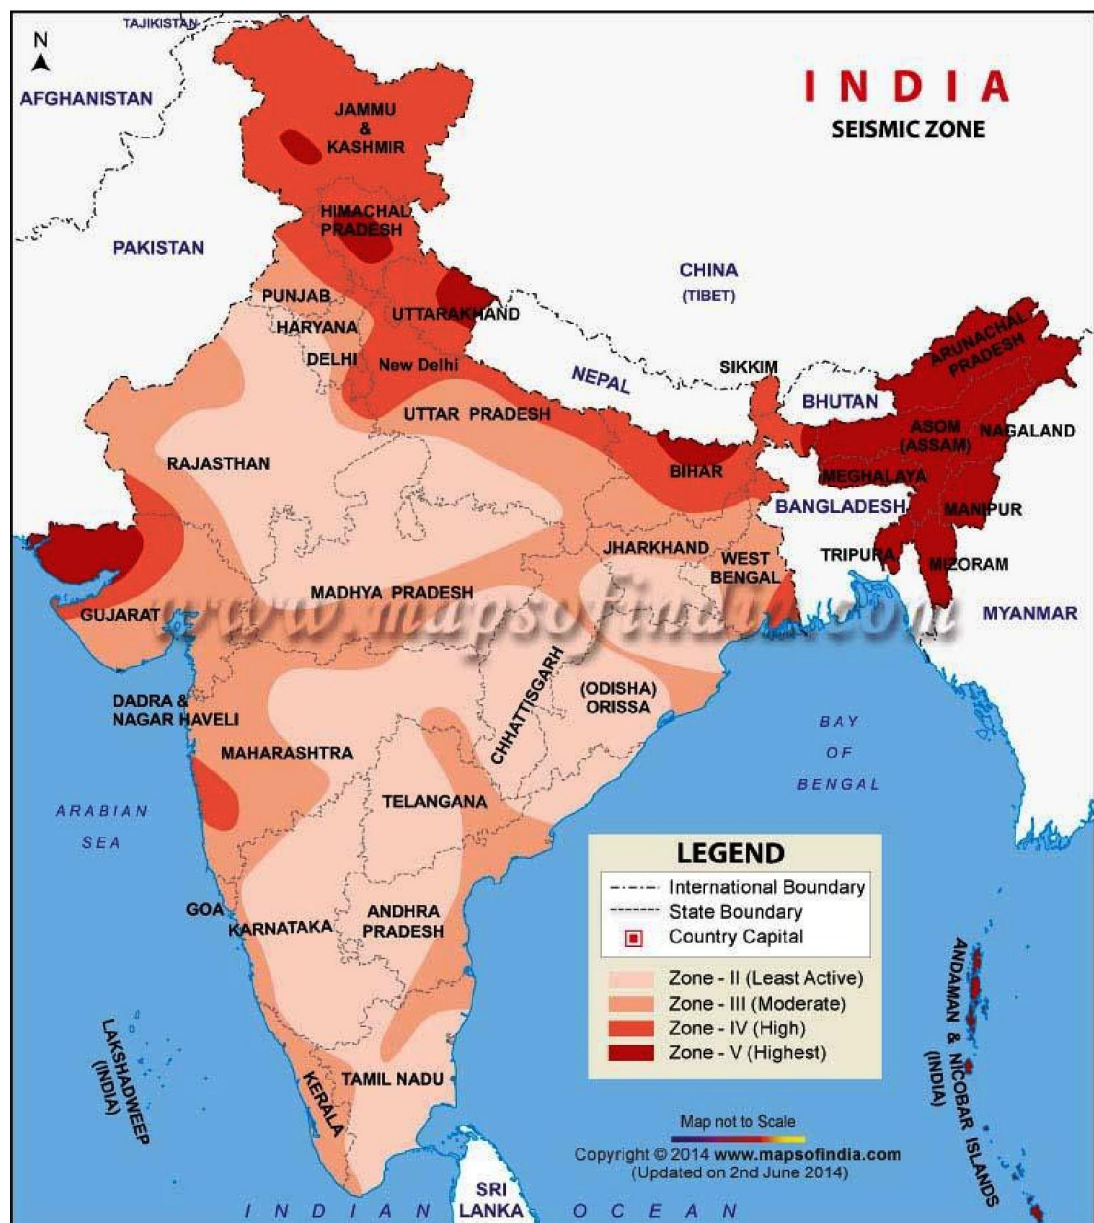 TAJIKISTAN
N
AFGHANISTAN
INDIA
SEISMIC ZONE
JAMMU
&
KASHMIR
HIMACHAL
PRADESH
PAKISTAN
CHINA
(TIBET)
PUNJAB
UTTARAKHAND
HARYANA
DELHI
New Delhi
NEPAL
SIKKIM
BHUTAN
ARUNACHAL
PRADESH
UTTAR PRADESH
ASOM
(ASSAM)
NAGALAND
RAJASTHAN
BIHAR
MEGHALAYA
BANGLADESH
MANIPUR
JHARKHAND
WEST
BENGAL
TRIPURA
MIZORAM
MADHYA PRADESH
www.mapsofindia.com
GUJARAT
MYANMAR
CHHATTISGARH
(ODISHA)
ORISSA
DADRA &
NAGAR HAVELI
MAHARASHTRA
BAY
OF
BENGAL
TELANGANA
ARABIAN
SEA
LEGEND
International Boundary
State Boundary
Country Capital
Zone - II (Least Active)
Zone - III (Moderate)
Zone - IV (High)
Zone - V (Highest)
GOA
KARNATAKA
ANDHRA
PRADESH
LAKSHADWEEP
(INDIA)
KERALA
TAMIL NADU
ANDAMAN & NICOBAR ISLANDS
(INDIA)
Map not to Scale
Copyright © 2014 www.mapsofindia.com
(Updated on 2nd June 2014)
SRI
LANKA
INDIAN OCEAN